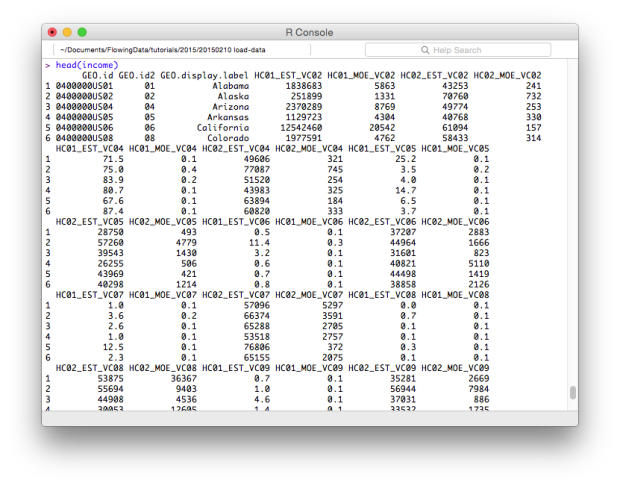 R Console
~/Documents/FlowingData/tutorials/2015/20150210 load-data
Help Search
> head(income)
GEO.id GEO.id2 GEO.display.label HC01_EST_VC02 HC01_MOE_VC02 HC02_EST_VC02 HC02_MOE_VC02
1 0400000US01 01 Alabama 1838683 5863 43253 241
2 0400000US02 02 Alaska 251899 1331 70760 732
3 0400000US04 04 Arizona 2370289 8769 49774 253
4 0400000US05 05 Arkansas 1129723 4304 40768 330
5 0400000US06 06 California 12542460 20542 61094 157
6 0400000US08 08 Colorado 1977591 4762 58433 314
HC01_EST_VC04 HC01_MOE_VC04 HC02_EST_VC04 HC02_MOE_VC04 HC01_EST_VC05 HC01_MOE_VC05
1 71.5 0.1 49606 321 25.2 0.1
2 75.0 0.4 77087 745 3.5 0.2
3 83.9 0.2 51520 254 4.0 0.1
4 80.7 0.1 43983 325 14.7 0.1
5 67.6 0.1 63894 184 6.5 0.1
6 87.4 0.1 60820 333 3.7 0.1
HC02_EST_VC05 HC02_MOE_VC05 HC01_EST_VC06 HC01_MOE_VC06 HC02_EST_VC06 HC02_MOE_VC06
1 28750 493 0.5 0.1 37207 2883
2 57260 4779 11.4 0.3 44964 1666
3 39543 1430 3.2 0.1 31601 823
4 26255 506 0.6 0.1 40821 5110
5 43969 421 0.7 0.1 44498 1419
6 40298 1214 0.8 0.1 38858 2126
HC01_EST_VC07 HC01_MOE_VC07 HC02_EST_VC07 HC02_MOE_VC07 HC01_EST_VC08 HC01_MOE_VC08
1 1.0 0.1 57096 5297 0.0 0.1
2 3.6 0.2 66374 3591 0.7 0.1
3 2.6 0.1 65288 2705 0.1 0.1
4 1.0 0.1 53518 2757 0.1 0.1
5 12.5 0.1 76806 372 0.3 0.1
6 2.3 0.1 65155 2075 0.1 0.1
HC02_EST_VC08 HC02_MOE_VC08 HC01_EST_VC09 HC01_MOE_VC09 HC02_EST_VC09 HC02_MOE_VC09
1 53875 36367 0.7 0.1 35281 2669
2 55694 9403 1.0 0.1 56944 7984
3 44908 4536 4.6 0.1 37031 886
4 30053 12605 1.4 0.1 33532 1735